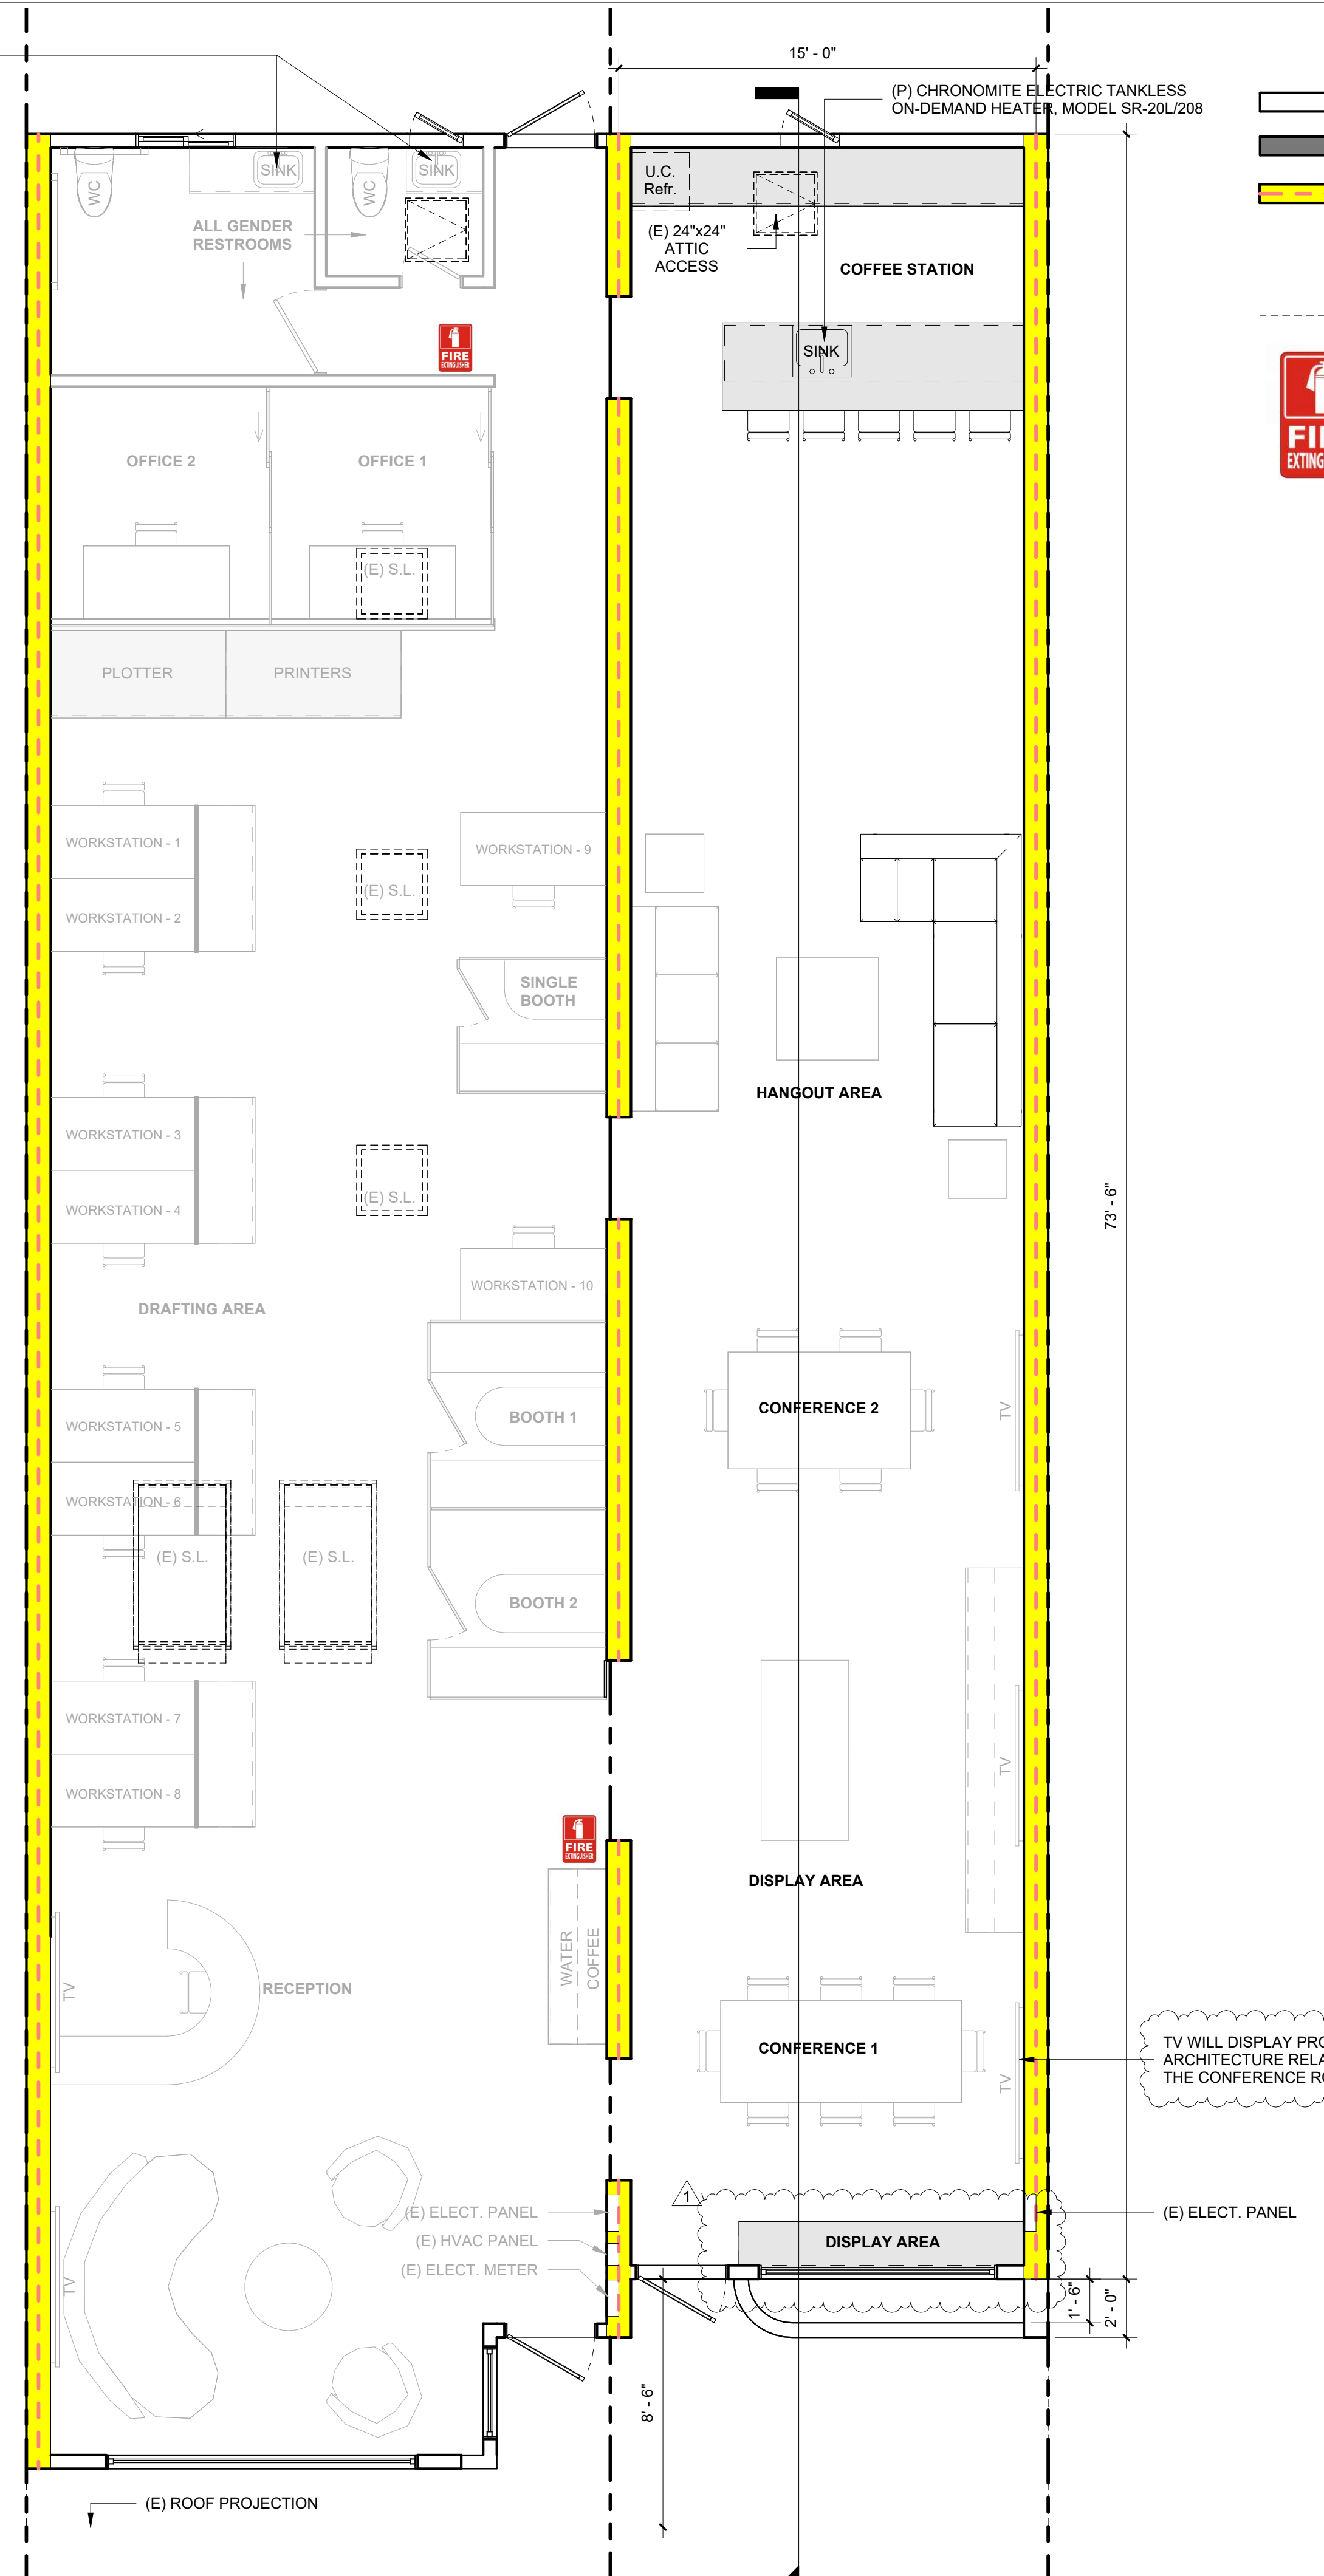 15' - 0"
(P) CHRONOMITE ELECTRIC TANKLESS
ON-DEMAND HEATER, MODEL SR-20L/208
WC
SINK
WC
SINK
U.C.
Refr.
ALL GENDER
RESTROOMS
(E) 24"x24"
ATTIC
ACCESS
COFFEE STATION
FIRE
EXTINGUISHER
SINK
OFFICE 2
OFFICE 1
(E) S.L.
PLOTTER
PRINTERS
WORKSTATION - 1
WORKSTATION - 2
WORKSTATION - 9
(E) S.L.
SINGLE
BOOTH
HANGOUT AREA
WORKSTATION - 3
WORKSTATION - 4
(E) S.L.
73' - 6"
WORKSTATION - 10
DRAFTING AREA
WORKSTATION - 5
WORKSTATION - 6
BOOTH 1
CONFERENCE 2
TV
(E) S.L.
(E) S.L.
BOOTH 2
WORKSTATION - 7
WORKSTATION - 8
TV
FIRE
EXTINGUISHER
DISPLAY AREA
WATER
COFFEE
TV
RECEPTION
CONFERENCE 1
TV
TV WILL DISPLAY PRO
ARCHITECTURE RELA
THE CONFERENCE R
1
(E) ELECT. PANEL
(E) HVAC PANEL
(E) ELECT. METER
TV
DISPLAY AREA
(E) ELECT. PANEL
1' - 6"
2' - 0"
8' - 6"
(E) ROOF PROJECTION